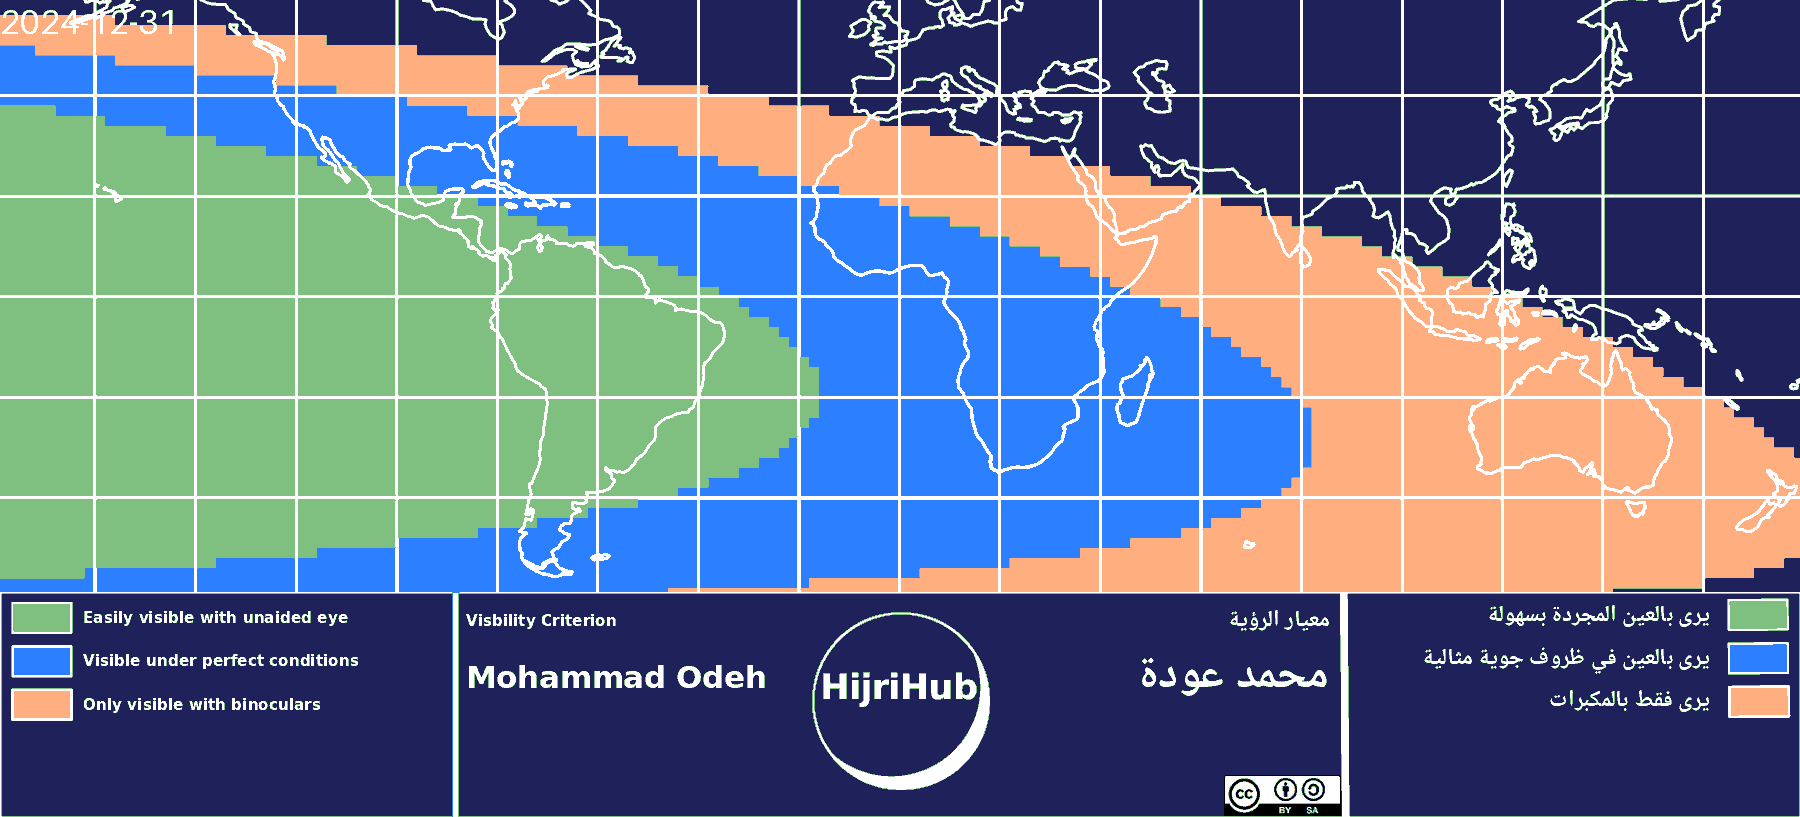 2024-12-31
Easily visible with unaided eye
Visible under perfect conditions
Only visible with binoculars
Visbility Criterion
Mohammad Odeh
HijriHub
معيار الرؤية
محمد عودة
cc BY SA
يرى بالعين المجردة بسهولة
يرى بالعين في ظروف جوية مثالية
يرى فقط بالمكبرات